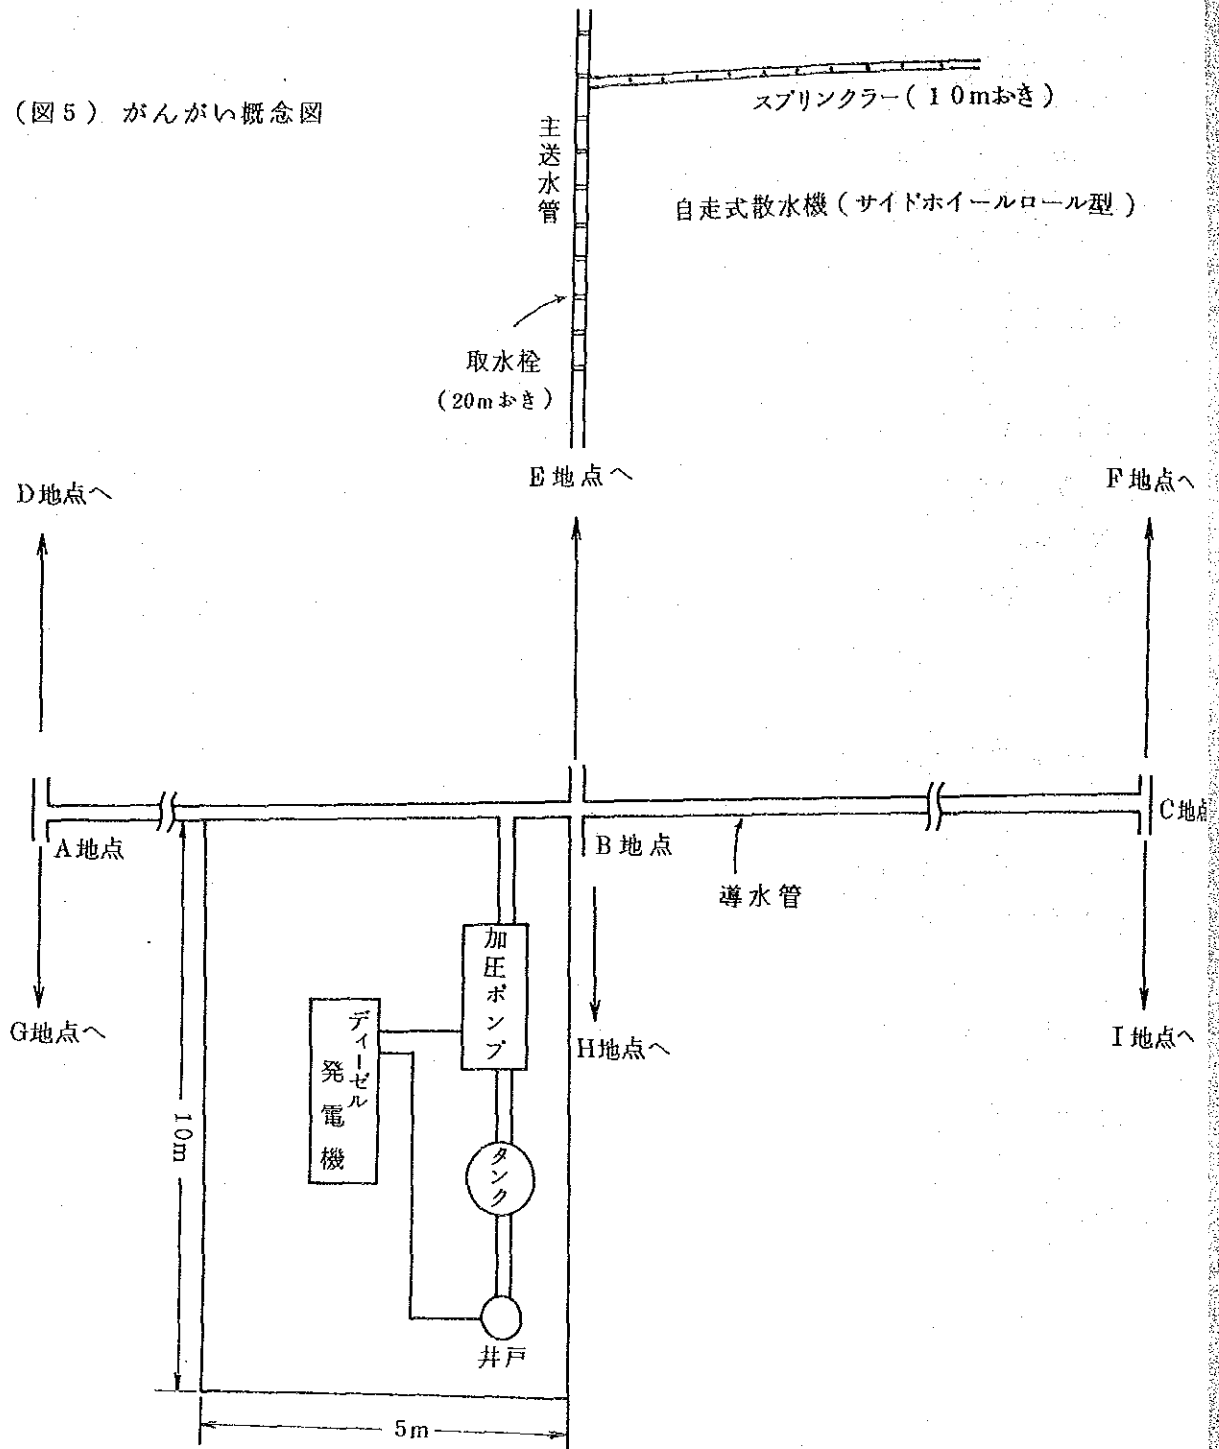 (図5) がんがい概念図
スプリンクラー(10mおき)
主送水管
自走式散水機(サイドホイールロール型)
取水栓
(20mおき)
D地点へ
E地点へ
F地点へ
A地点
B地点
C地点
導水管
加圧ポンプ
ディーゼル
発電機
G地点へ
H地点へ
I地点へ
10m
タンク
井戸
5m